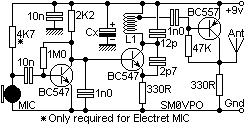 10n 2K2 1n0 BC557 +9v
4K7 Cx L1 12p
* 1M0 47K Ant
10n BC547 BC547 2p7
MIC 1n0 330R 330R
SM0VPO Gnd
* Only required for Electret MIC